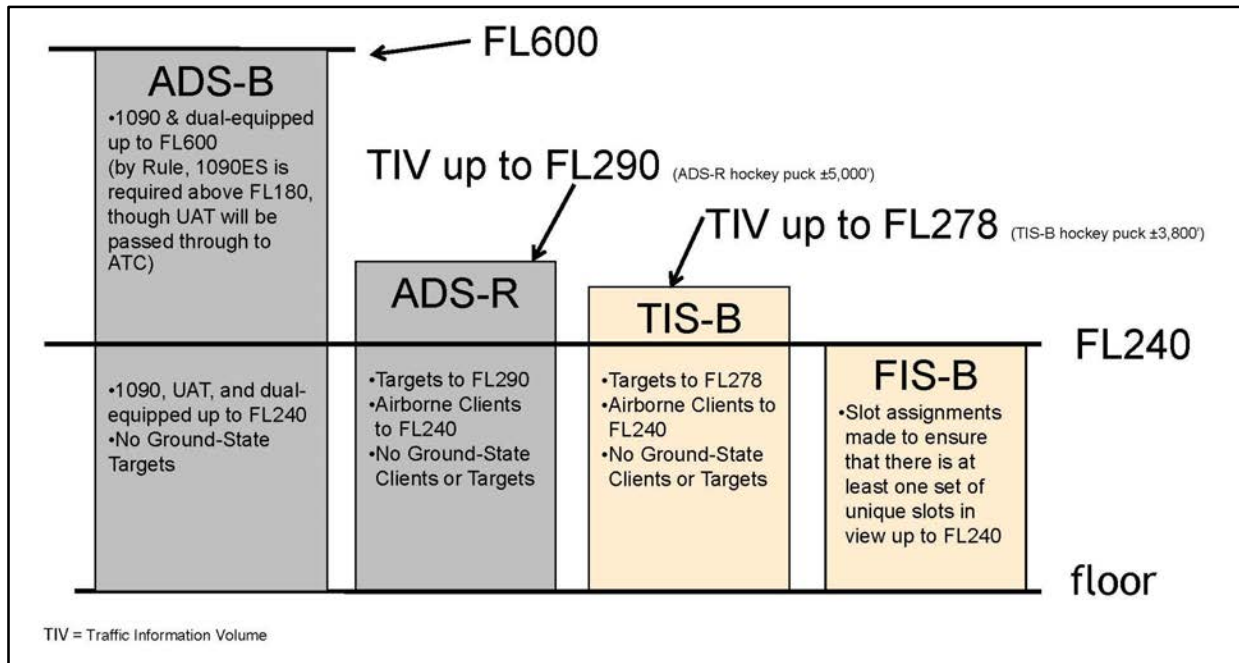 FL600
ADS-B
•1090 & dual-equipped
up to FL600
(by Rule, 1090ES is
required above FL180,
though UAT will be
passed through to
ATC)
TIV up to FL290 (ADS-R hockey puck ±5,000’)
TIV up to FL278 (TIS-B hockey puck ±3,800’)
ADS-R
TIS-B
FL240
•1090, UAT, and dual-
equipped up to FL240
•No Ground-State
Targets
•Targets to FL290
•Airborne Clients
to FL240
•No Ground-State
Clients or Targets
•Targets to FL278
•Airborne Clients to
FL240
•No Ground-State
Clients or Targets
FIS-B
•Slot assignments
made to ensure
that there is at
least one set of
unique slots in
view up to FL240
floor
TIV = Traffic Information Volume